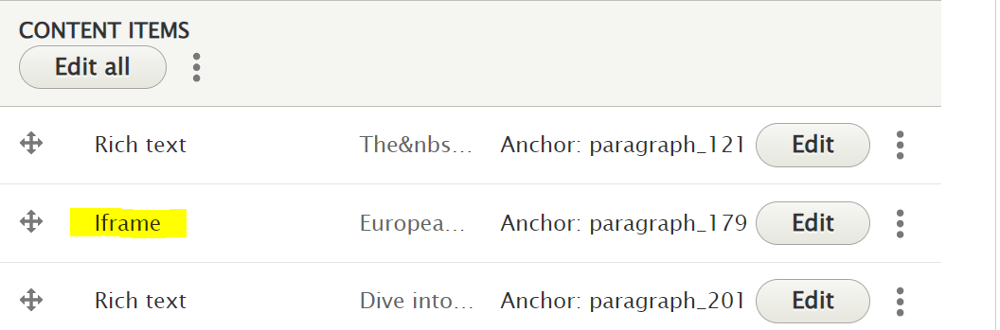 CONTENT ITEMS
Edit all
Rich text The&nbs... Anchor: paragraph_121 Edit
Iframe Europea... Anchor: paragraph_179 Edit
Rich text Dive into... Anchor: paragraph_201 Edit